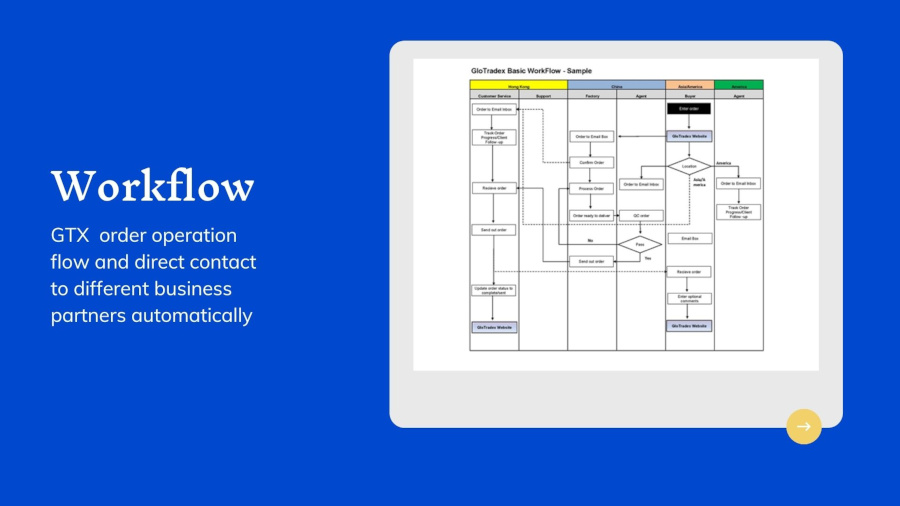 Workflow
GTX order operation
flow and direct contact
to different business
partners automatically
GloTradex Basic WorkFlow - Sample
Hong Kong
China
Asia/America
America
Customer Service
Support
Factory
Agent
Buyer
Agent
Order to Email Inbox
Enter order
Track Order
Progress/Client
Follow -up
Order to Email Box
GloTradex Website
Confirm Order
Location
America
Asia/America
Receive order
Process Order
Order to Email Inbox
Order to Email Inbox
Order ready to deliver
QC order
Track Order
Progress/Client
Follow -up
Send out order
No
Pass
Email Box
Yes
Send out order
Receive order
Update order status to
completement
Enter optional
comments
GloTradex Website
GloTradex Website